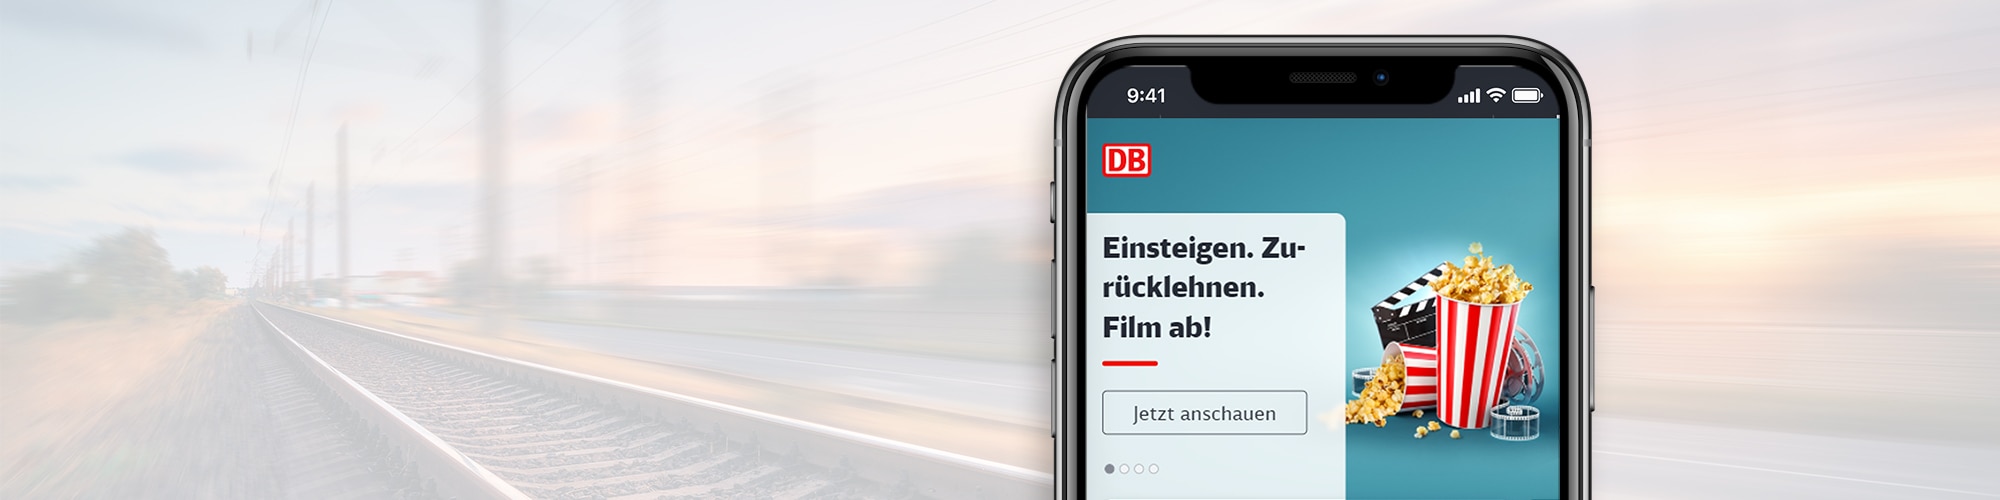 9:41
DB
Einsteigen. Zu-
rücklehnen.
Film ab!
Jetzt anschauen